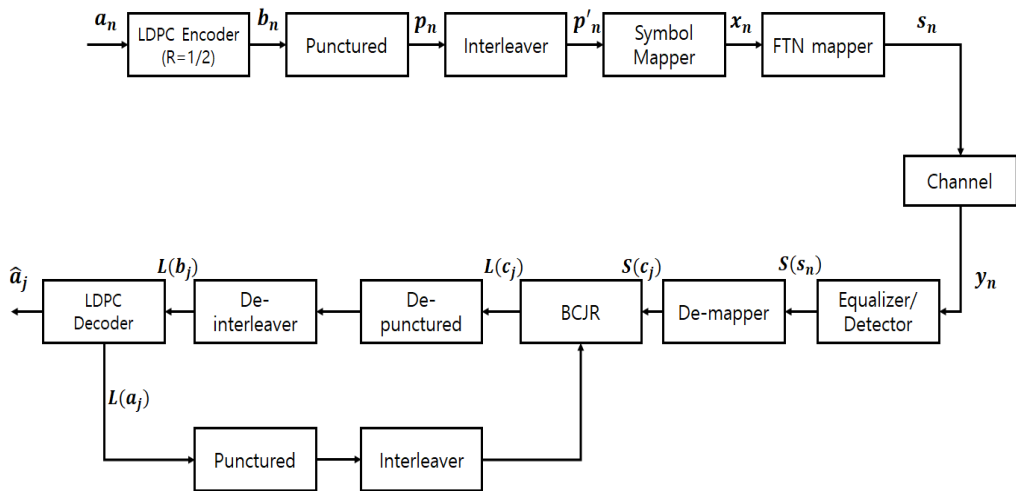 a_n
LDPC Encoder
(R=1/2)
b_n
Punctured
p_n
Interleaver
p'_n
Symbol
Mapper
x_n
FTN mapper
s_n
Channel
y_n
Equalizer/
Detector
S(s_n)
De-mapper
S(c_j)
BCJR
L(c_j)
De-
punctured
De-
interleaver
L(b_j)
LDPC
Decoder
â_j
L(a_j)
Punctured
Interleaver